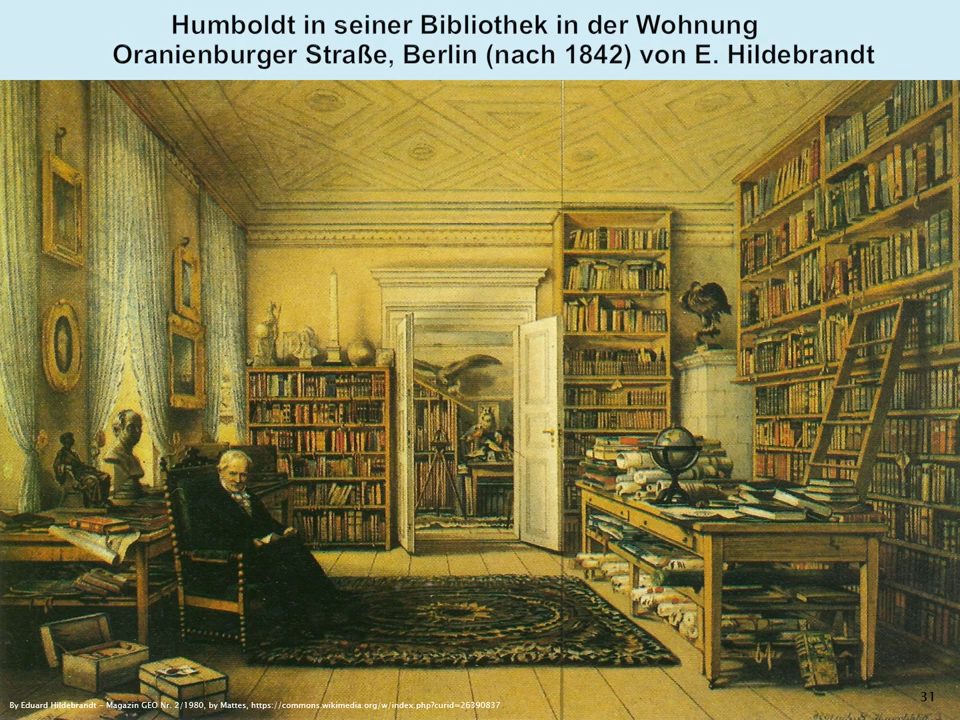 Humboldt in seiner Bibliothek in der Wohnung
Oranienburger Straße, Berlin (nach 1842) von E. Hildebrandt
31
By Eduard Hildebrandt - Magazin GEO Nr. 2/1980, by Mattes, https://commons.wikimedia.org/w/index.php?curid=26390837